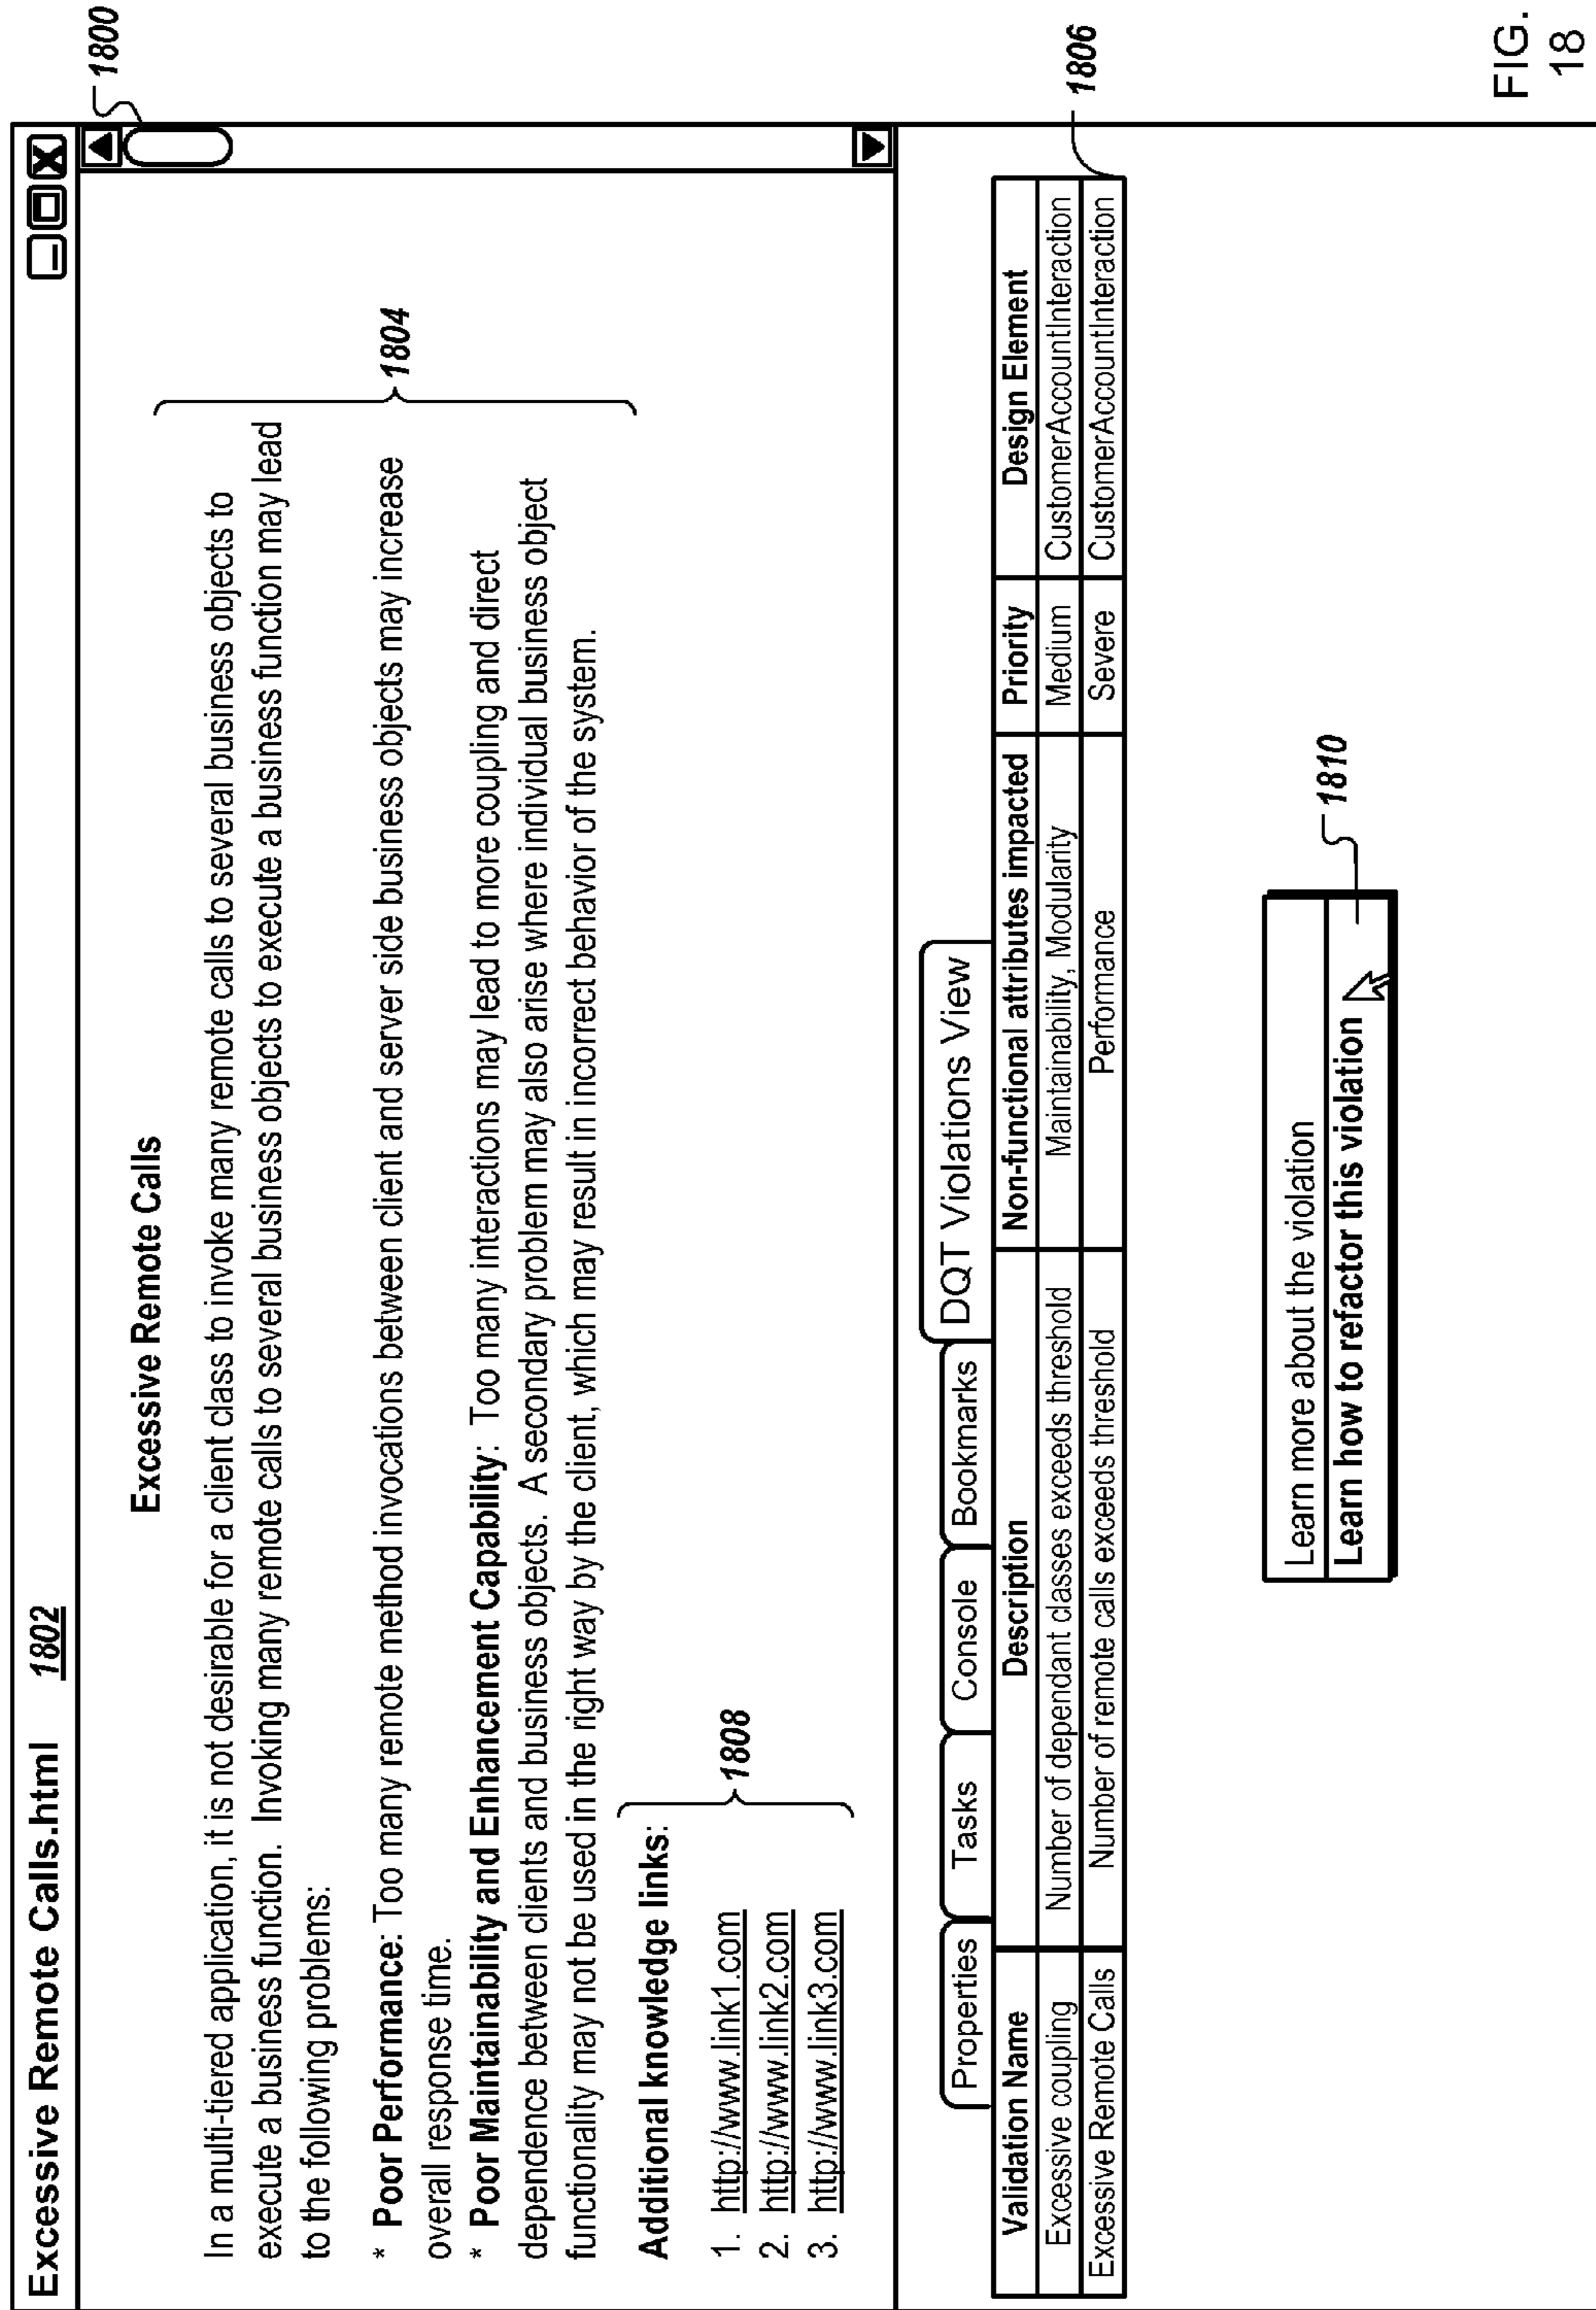 Excessive Remote Calls.html 1802
1800
Excessive Remote Calls
In a multi-tiered application, it is not desirable for a client class to invoke many remote calls to several business objects to
execute a business function. Invoking many remote calls to several business objects to execute a business function may lead
to the following problems:
* Poor Performance: Too many remote method invocations between client and server side business objects may increase
overall response time.
* Poor Maintainability and Enhancement Capability: Too many interactions may lead to more coupling and direct
dependence between clients and business objects. A secondary problem may also arise where individual business object
functionality may not be used in the right way by the client, which may result in incorrect behavior of the system.
1804
Additional knowledge links:
1. http://www.link1.com
2. http://www.link2.com
3. http://www.link3.com
1808
Properties Tasks Console Bookmarks DQT Violations View
Validation Name Description Non-functional attributes impacted Priority Design Element
Excessive coupling Number of dependant classes exceeds threshold Maintainability, Modularity Medium CustomerAccountInteraction
Excessive Remote Calls Number of remote calls exceeds threshold Performance Severe CustomerAccountInteraction
1806
Learn more about the violation
Learn how to refactor this violation
1810
FIG.
18